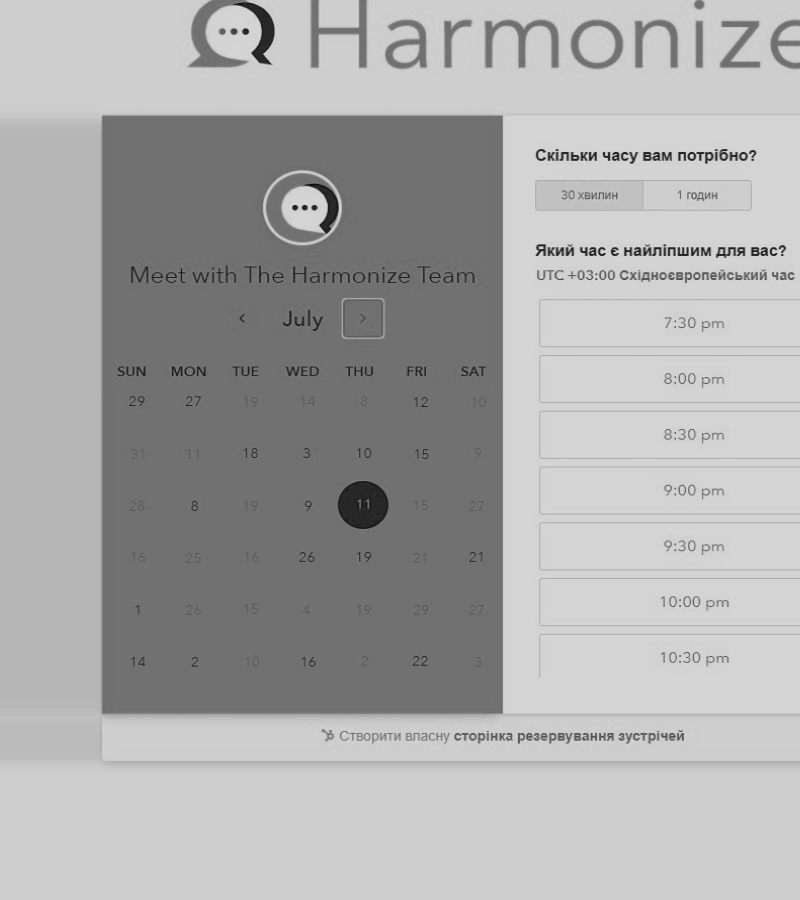 Harmonize
Meet with The Harmonize Team
July
SUN MON TUE WED THU FRI SAT
29 27 19 14 8 12 10
31 11 18 3 10 15 9
28 8 19 9 11 15 27
16 25 16 26 19 21 21
1 26 15 4 19 29 27
14 2 10 16 2 22 3
Скільки часу вам потрібно?
30 хвилин 1 годин
Який час є найліпшим для вас?
UTC +03:00 Східноєвропейський час
7:30 pm
8:00 pm
8:30 pm
9:00 pm
9:30 pm
10:00 pm
10:30 pm
Створити власну сторінка резервування зустрічей